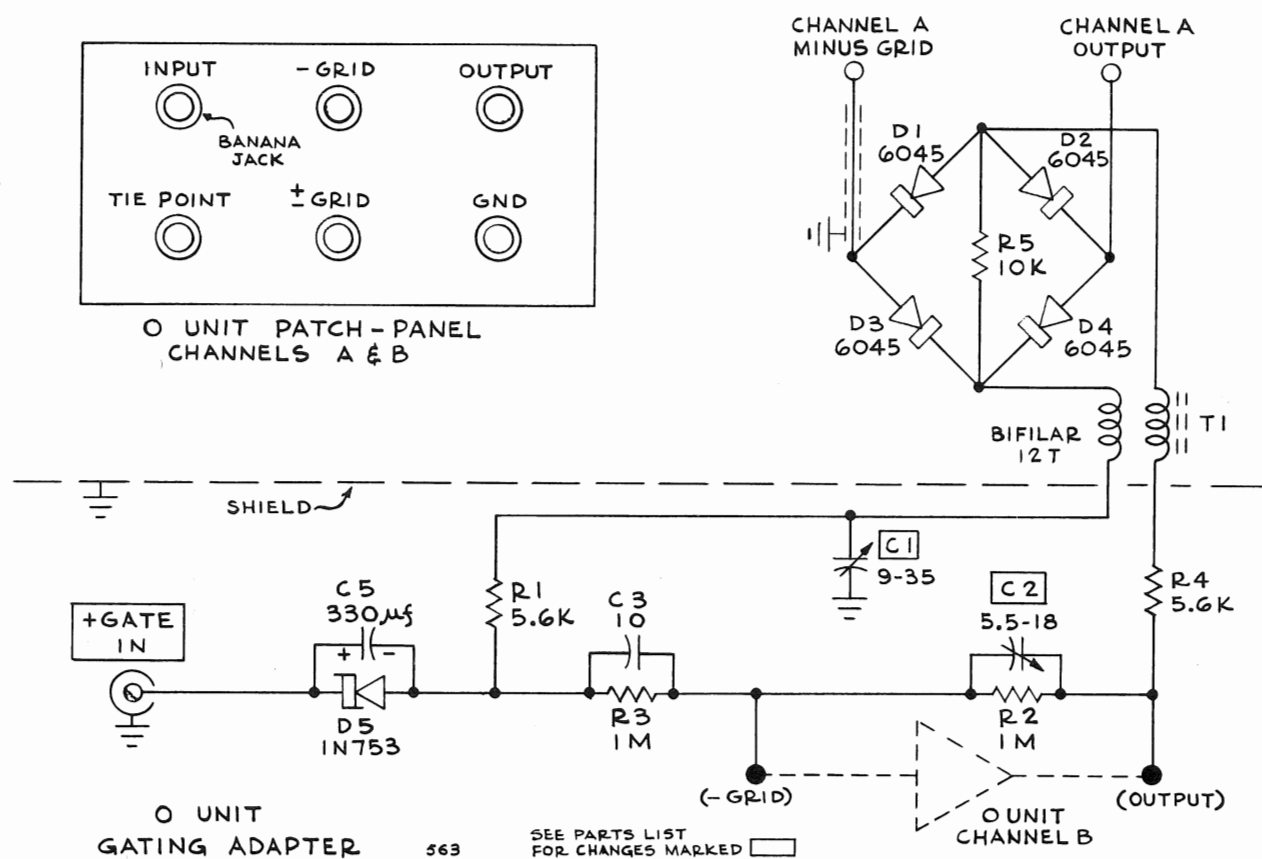 CHANNEL A
MINUS GRID
CHANNEL A
OUTPUT
INPUT
-GRID
OUTPUT
BANANA
JACK
TIE POINT
±GRID
GND
O UNIT PATCH-PANEL
CHANNELS A & B
D1
6045
D2
6045
R5
10K
D3
6045
D4
6045
BIFILAR
12T
T1
SHIELD
C1
9-35
R1
5.6K
C5
330μf
+ -
C3
10
C2
5.5-18
R4
5.6K
+GATE
IN
D5
1N753
R3
1M
R2
1M
(-GRID)
O UNIT
CHANNEL B
(OUTPUT)
O UNIT
GATING ADAPTER
563
SEE PARTS LIST
FOR CHANGES MARKED